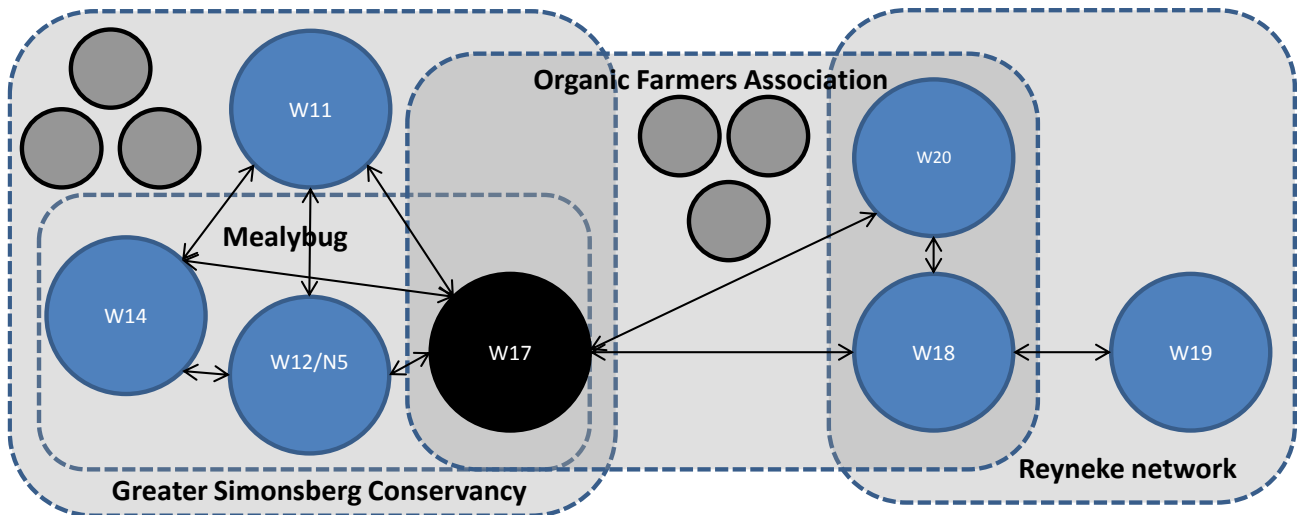 Organic Farmers Association
W11
W20
Mealybug
W14
W12/N5
W17
W18
W19
Reyneke network
Greater Simonsberg Conservancy